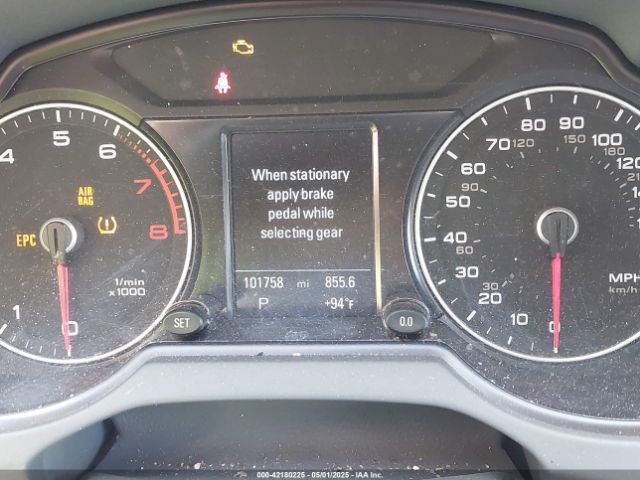 4 5 6 7 8
AIR
BAG
EPC
1/min
x1000
1 0
SET
When stationary
apply brake
pedal while
selecting gear
101758 mi 855.6
P +94°F
0.0
80 90
70 100
120 150 180
60 120
90
50
40
60
30 MPH
30 km/h
20
10 0
000-42180225 - 05/01/2025 - IAA Inc.